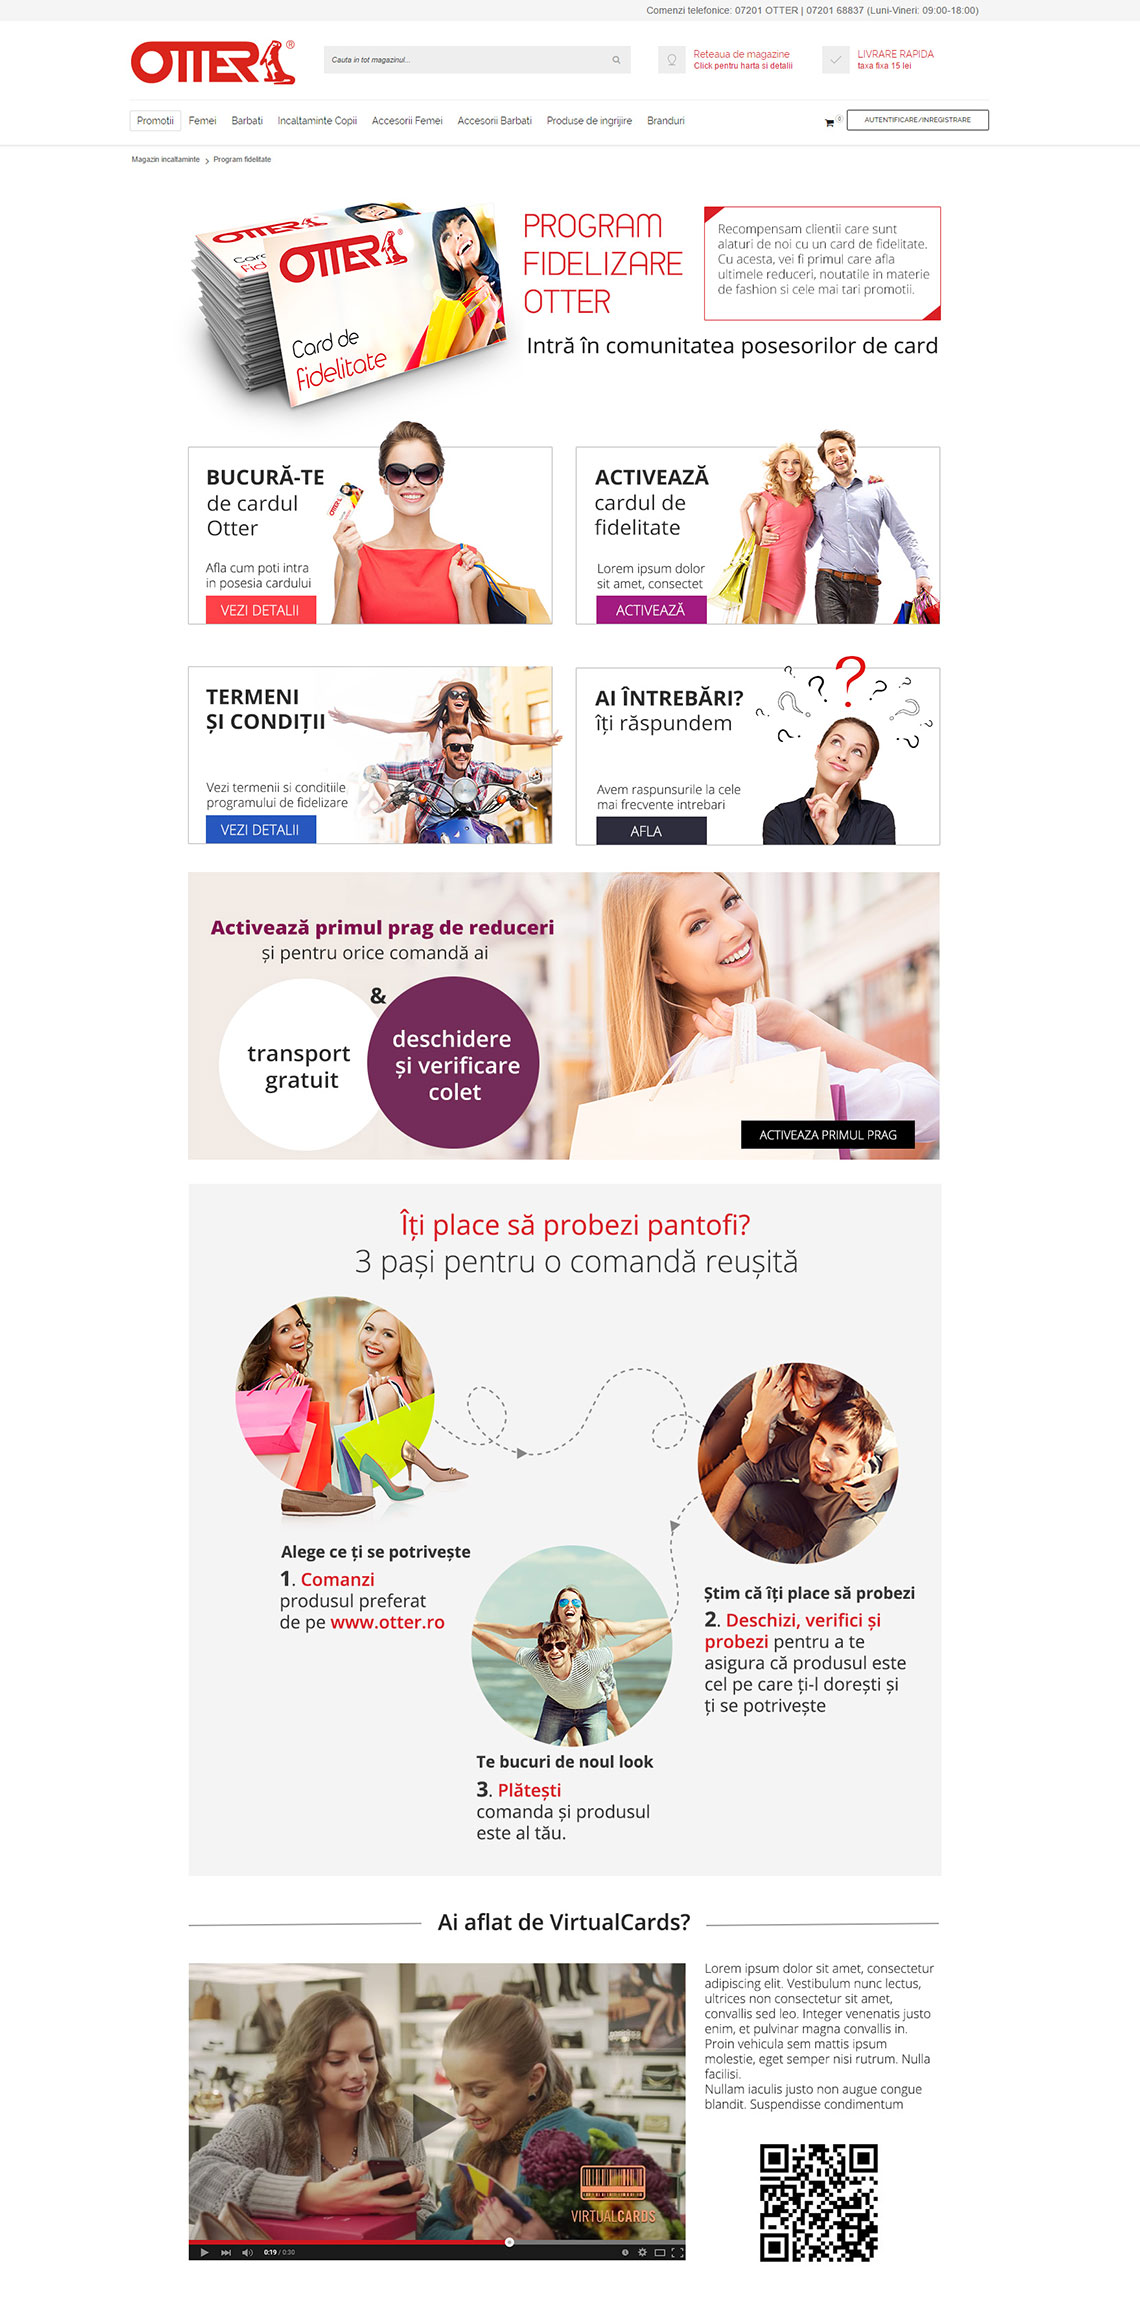 Comenzi telefonice: 07201 OTTER | 07201 68837 (Luni-Vineri: 09:00-18:00)
OTTER®
Cauta in tot magazinul...
Reteaua de magazine
Click pentru harta si detalii
LIVRARE RAPIDA
taxa fixa 15 lei
Promotii Femei Barbati Incaltaminte Copii Accesorii Femei Accesorii Barbati Produse de ingrijire Branduri
0
AUTENTIFICARE/INREGISTRARE
Magazin incaltaminte > Program fidelitate
OTTER
OTTER®
Card de
fidelitate
PROGRAM
FIDELIZARE
OTTER
Recompensam clientii care sunt
alaturi de noi cu un card de fidelitate.
Cu acesta, vei fi primul care afla
ultimele reduceri, noutatile in materie
de fashion si cele mai tari promotii.
Intră în comunitatea posesorilor de card
BUCURĂ-TE
de cardul
Otter
Afla cum poti intra
in posesia cardului
VEZI DETALII
OTTER
ACTIVEAZĂ
cardul de
fidelitate
Lorem ipsum dolor
sit amet, consectet
ACTIVEAZĂ
TERMENI
ȘI CONDIȚII
Vezi termenii si conditiile
programului de fidelizare
VEZI DETALII
AI ÎNTREBĂRI?
îți răspundem
Avem raspunsurile la cele
mai frecvente intrebari
AFLA
Activează primul prag de reduceri
și pentru orice comandă ai
&
transport
gratuit
deschidere
și verificare
colet
ACTIVEAZA PRIMUL PRAG
Îți place să probezi pantofi?
3 pași pentru o comandă reușită
Alege ce ți se potrivește
1. Comanzi
produsul preferat
de pe www.otter.ro
Știm că îți place să probezi
2. Deschizi, verifici și
probezi pentru a te
asigura că produsul este
cel pe care ți-l dorești și
ți se potrivește
Te bucuri de noul look
3. Plătești
comanda și produsul
este al tău.
Ai aflat de VirtualCards?
VIRTUALCARDS
0:19 / 0:30
Lorem ipsum dolor sit amet, consectetur
adipiscing elit. Vestibulum nunc lectus,
ultrices non consectetur sit amet,
convallis sed leo. Integer venenatis justo
enim, et pulvinar magna convallis in.
Proin vehicula sem mattis ipsum
molestie, eget semper nisi rutrum. Nulla
facilisi.
Nullam iaculis justo non augue congue
blandit. Suspendisse condimentum